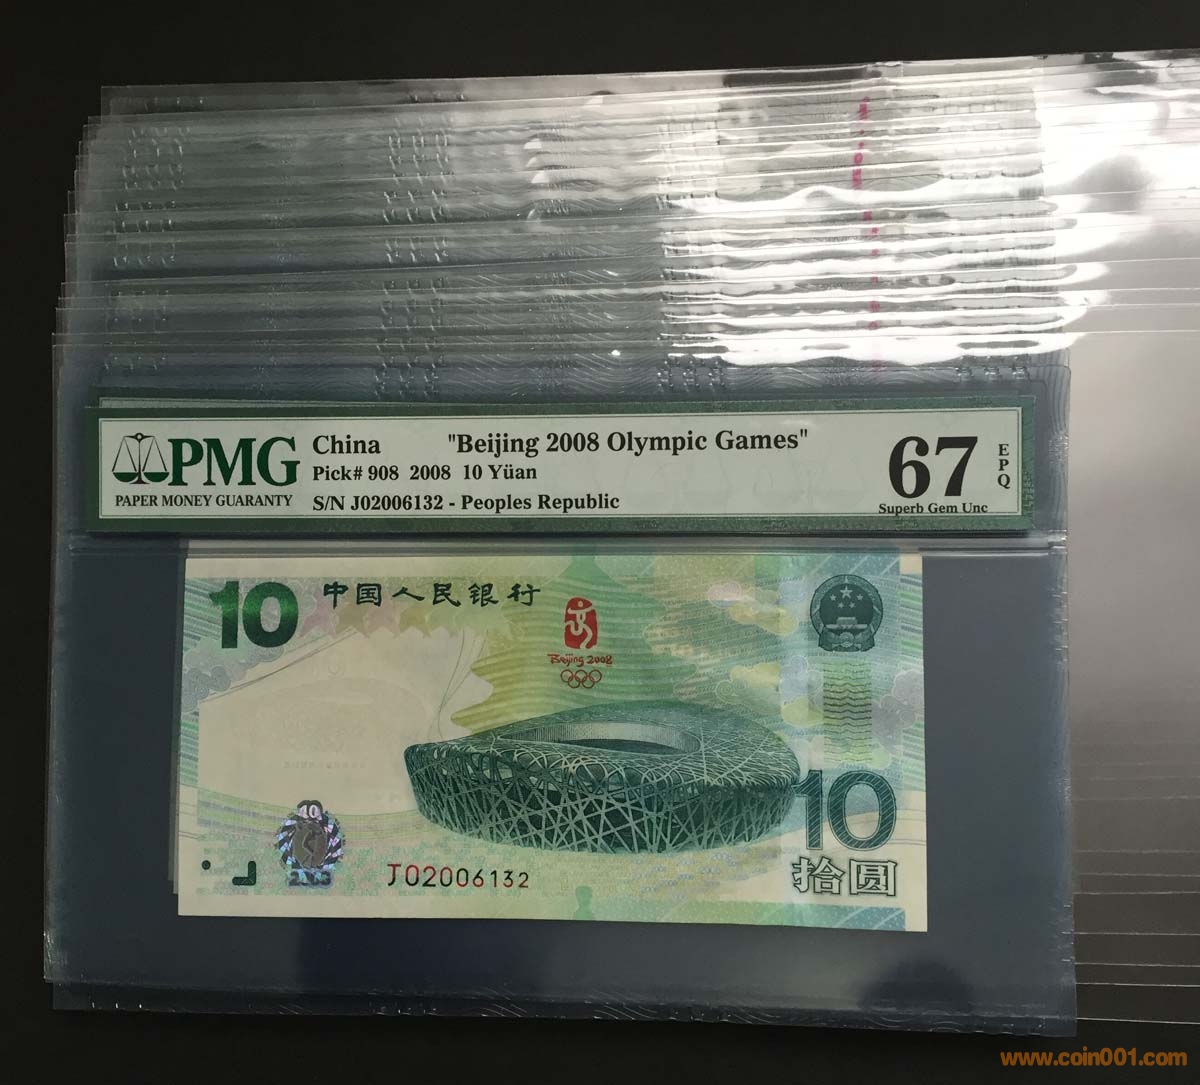 PMG
PAPER MONEY GUARANTY
China "Beijing 2008 Olympic Games"
Pick# 908 2008 10 Yüan
S/N J02006132 - Peoples Republic
67
EPQ
Superb Gem Unc
10 中国人民银行
Beijing 2008
10
拾圆
10
2008
J02006132
www.coin001.com